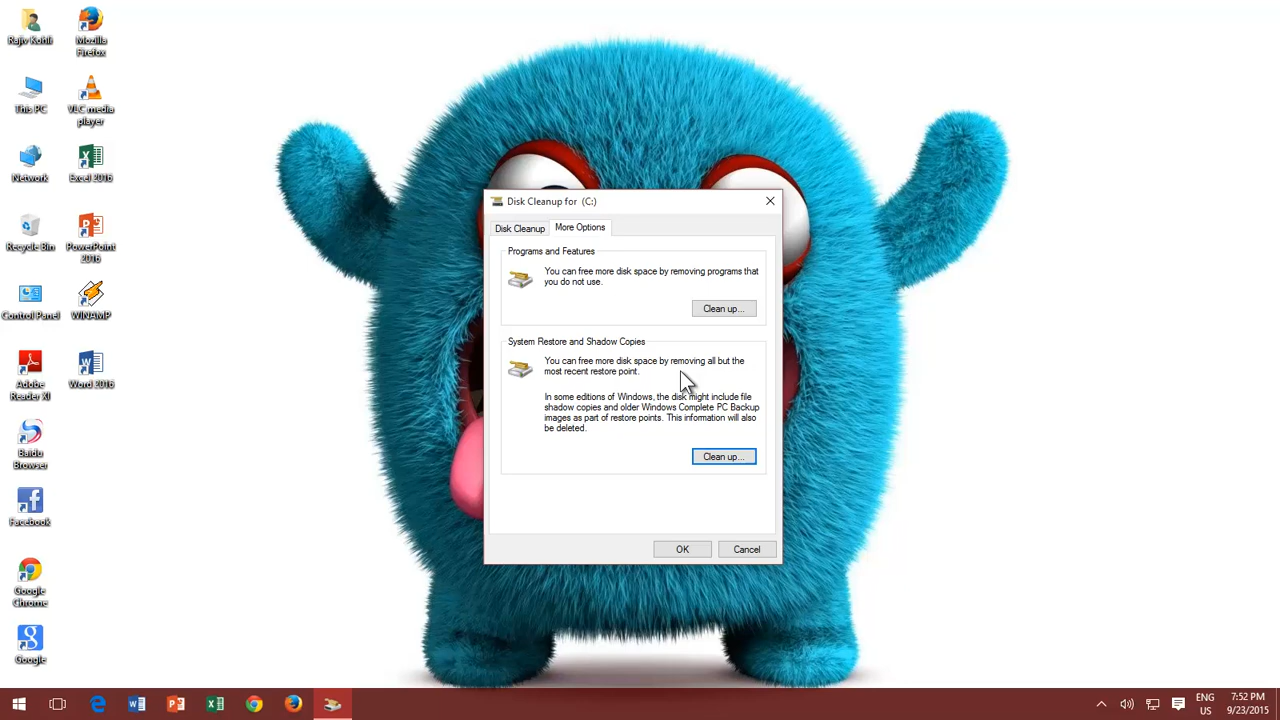 Rajiv Kohli
Mozilla
Firefox
This PC
VLC media
player
Network
Excel 2016
Recycle Bin
PowerPoint
2016
Control Panel
WINAMP
Adobe
Reader XI
Word 2016
Baidu
Browser
Facebook
Google
Chrome
Google
Disk Cleanup for (C:)
Disk Cleanup
More Options
Programs and Features
You can free more disk space by removing programs that
you do not use.
Clean up...
System Restore and Shadow Copies
You can free more disk space by removing all but the
most recent restore point.
In some editions of Windows, the disk might include file
shadow copies and older Windows Complete PC Backup
images as part of restore points. This information will also
be deleted.
Clean up...
OK
Cancel
ENG
US
7:52 PM
9/23/2015